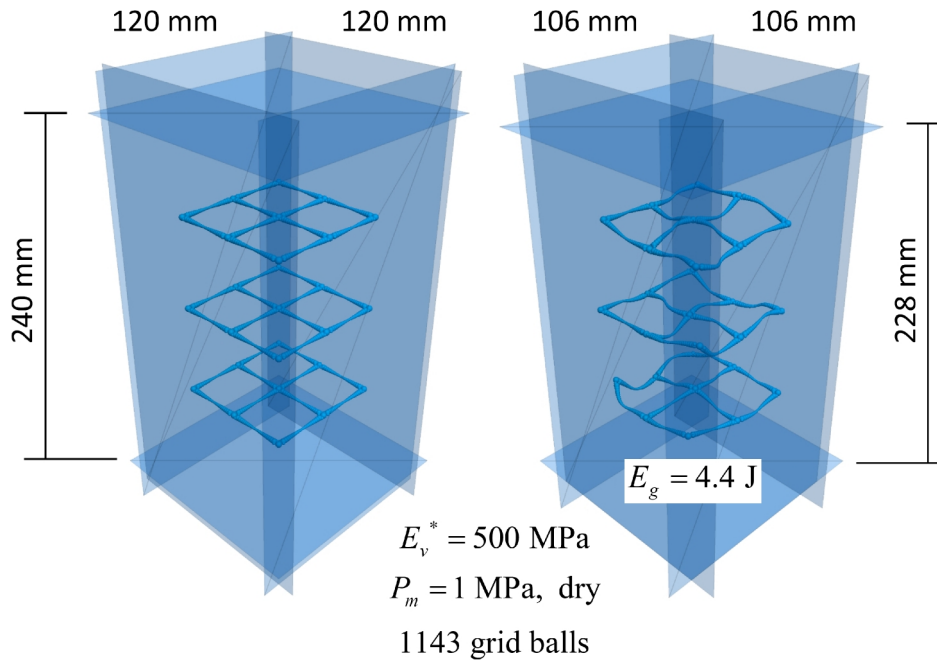 120 mm
120 mm
106 mm
106 mm
240 mm
228 mm
E_g = 4.4 J
E_v^* = 500 MPa
P_m = 1 MPa, dry
1143 grid balls